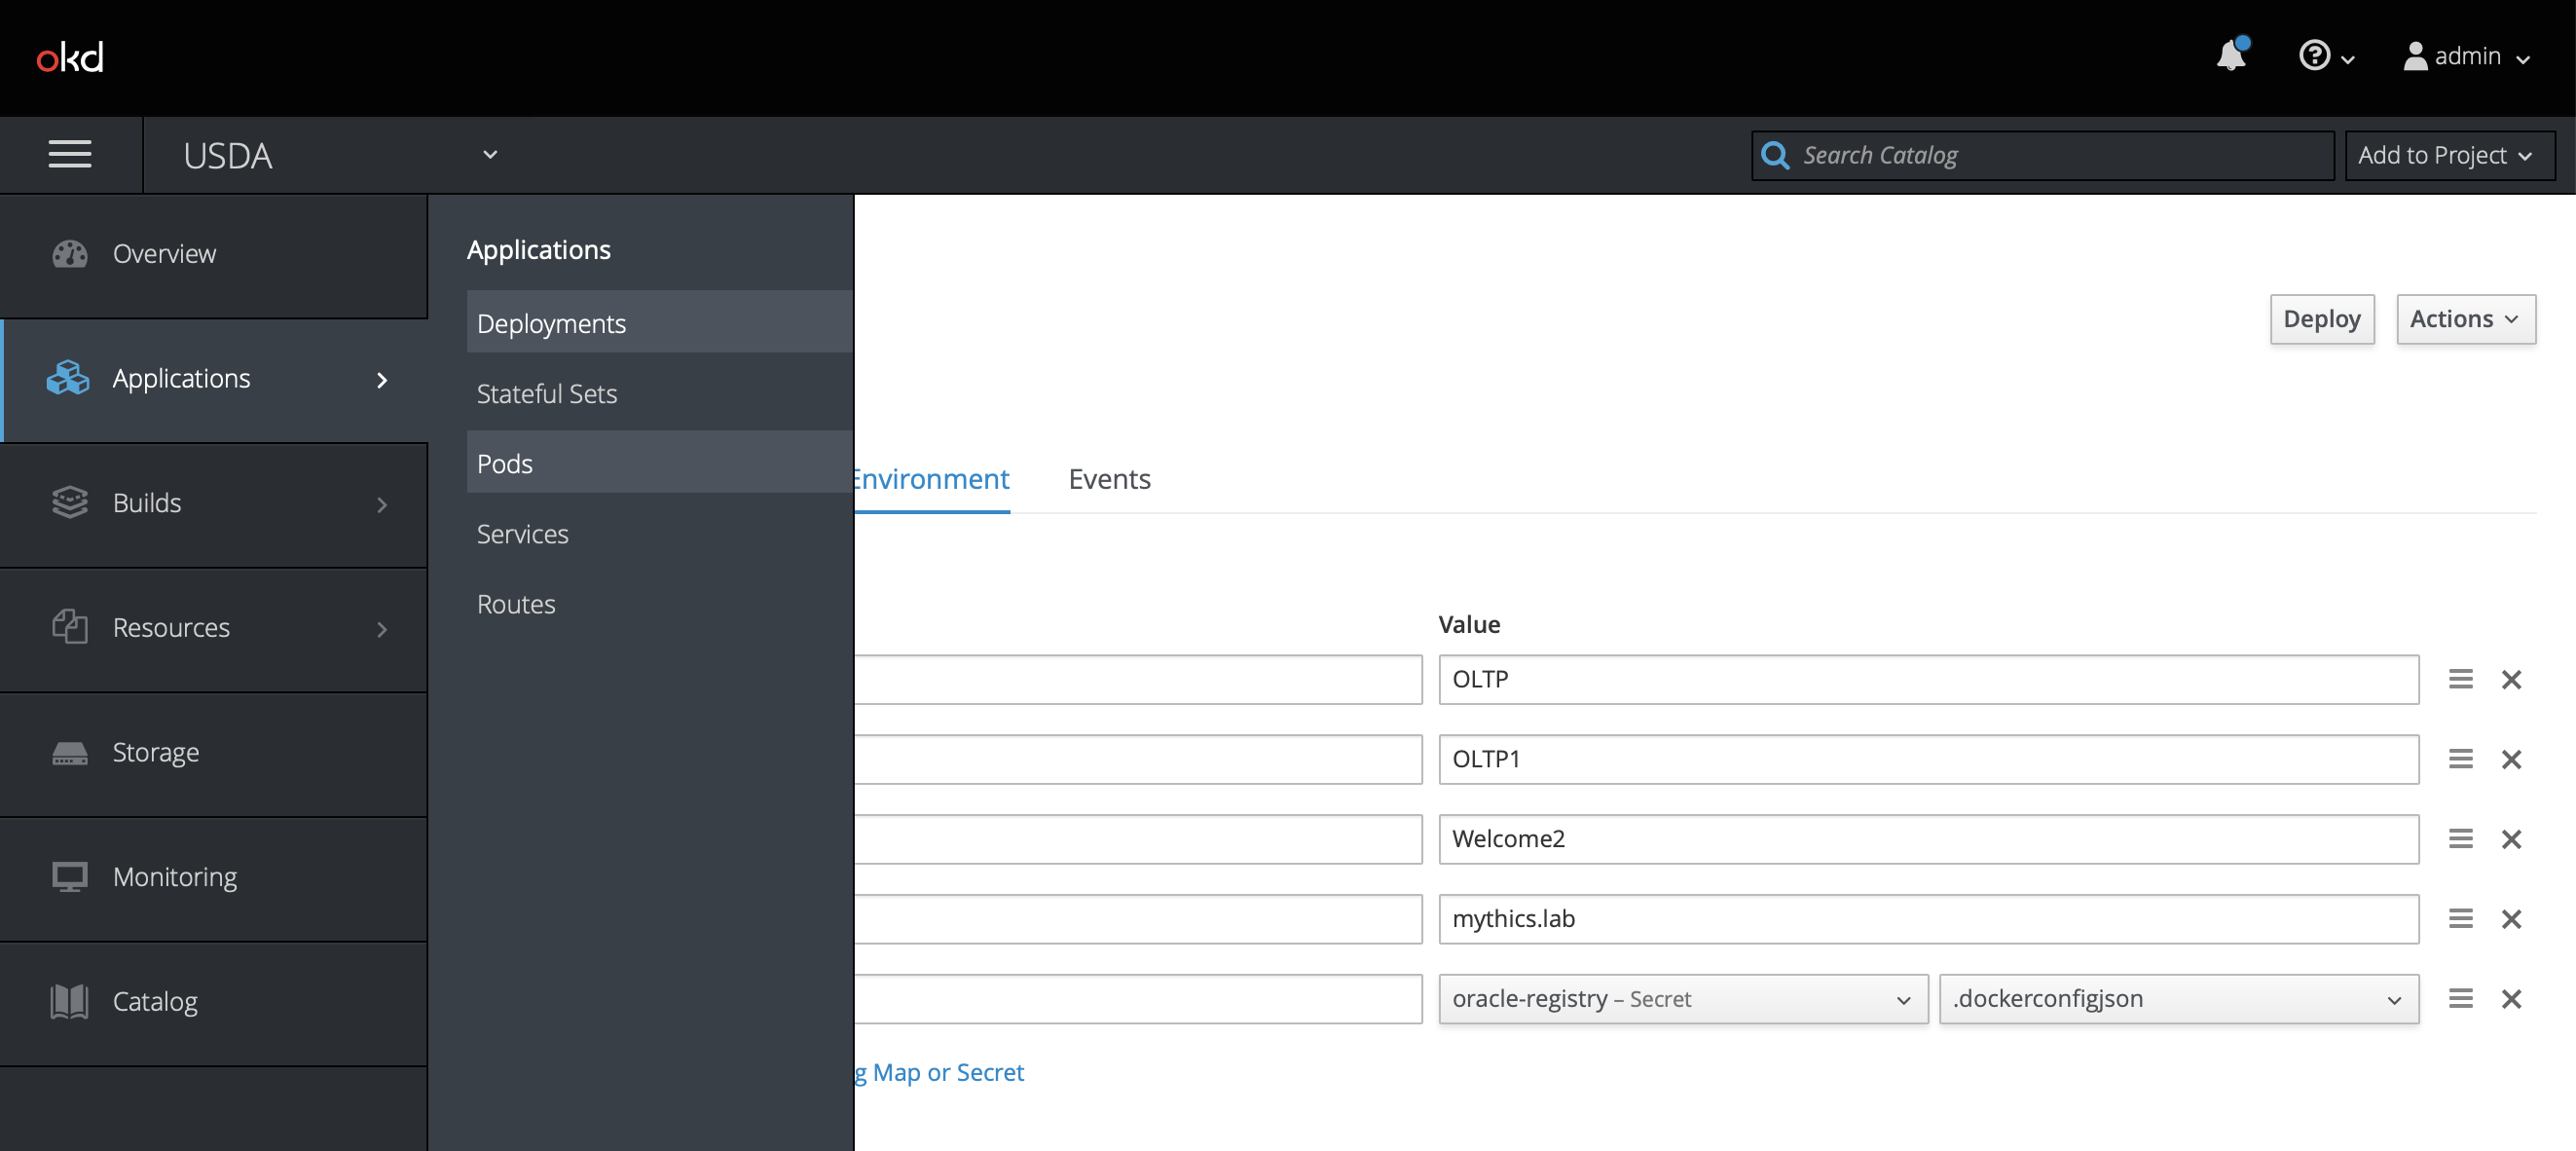 okd
admin
USDA
Search Catalog
Add to Project
Overview
Applications
Builds
Resources
Storage
Monitoring
Catalog
Applications
Deployments
Stateful Sets
Pods
Services
Routes
Deploy
Actions
Environment
Events
Value
OLTP
OLTP1
Welcome2
mythics.lab
oracle-registry – Secret
.dockerconfigjson
g Map or Secret